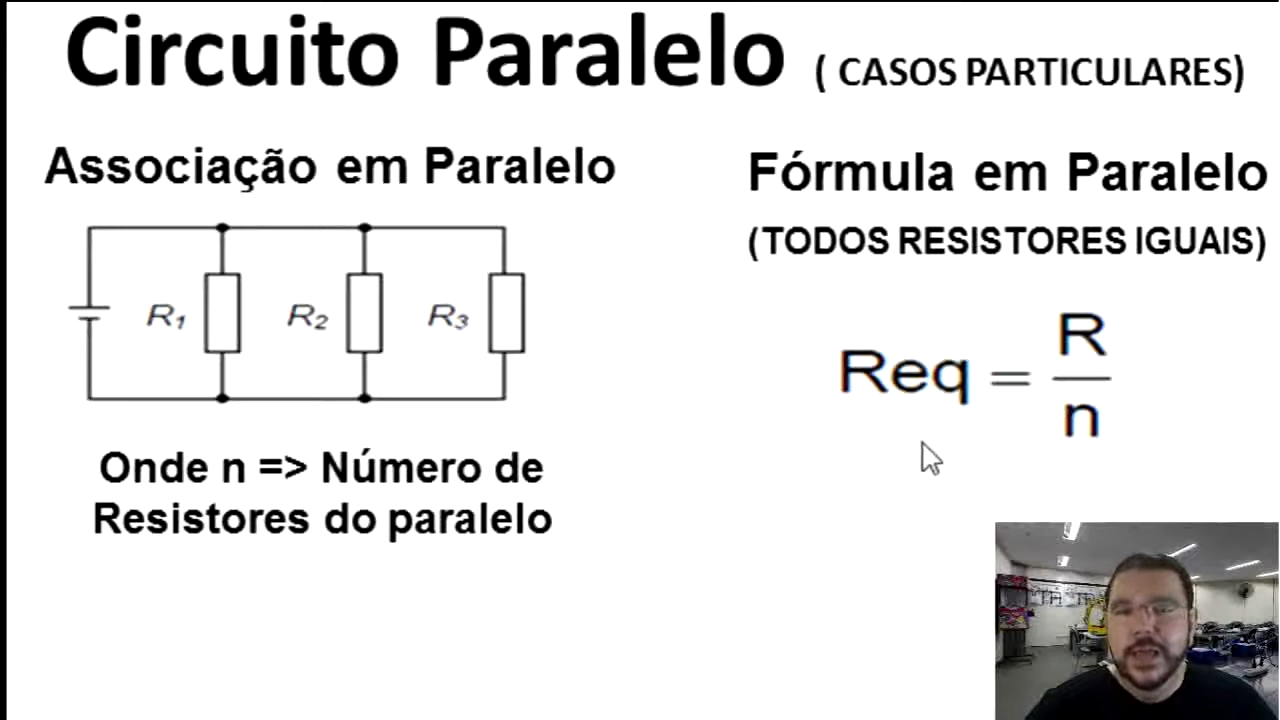 Circuito Paralelo ( CASOS PARTICULARES)
Associação em Paralelo
R1 R2 R3
Onde n => Número de
Resistores do paralelo
Fórmula em Paralelo
(TODOS RESISTORES IGUAIS)
Req = R/n